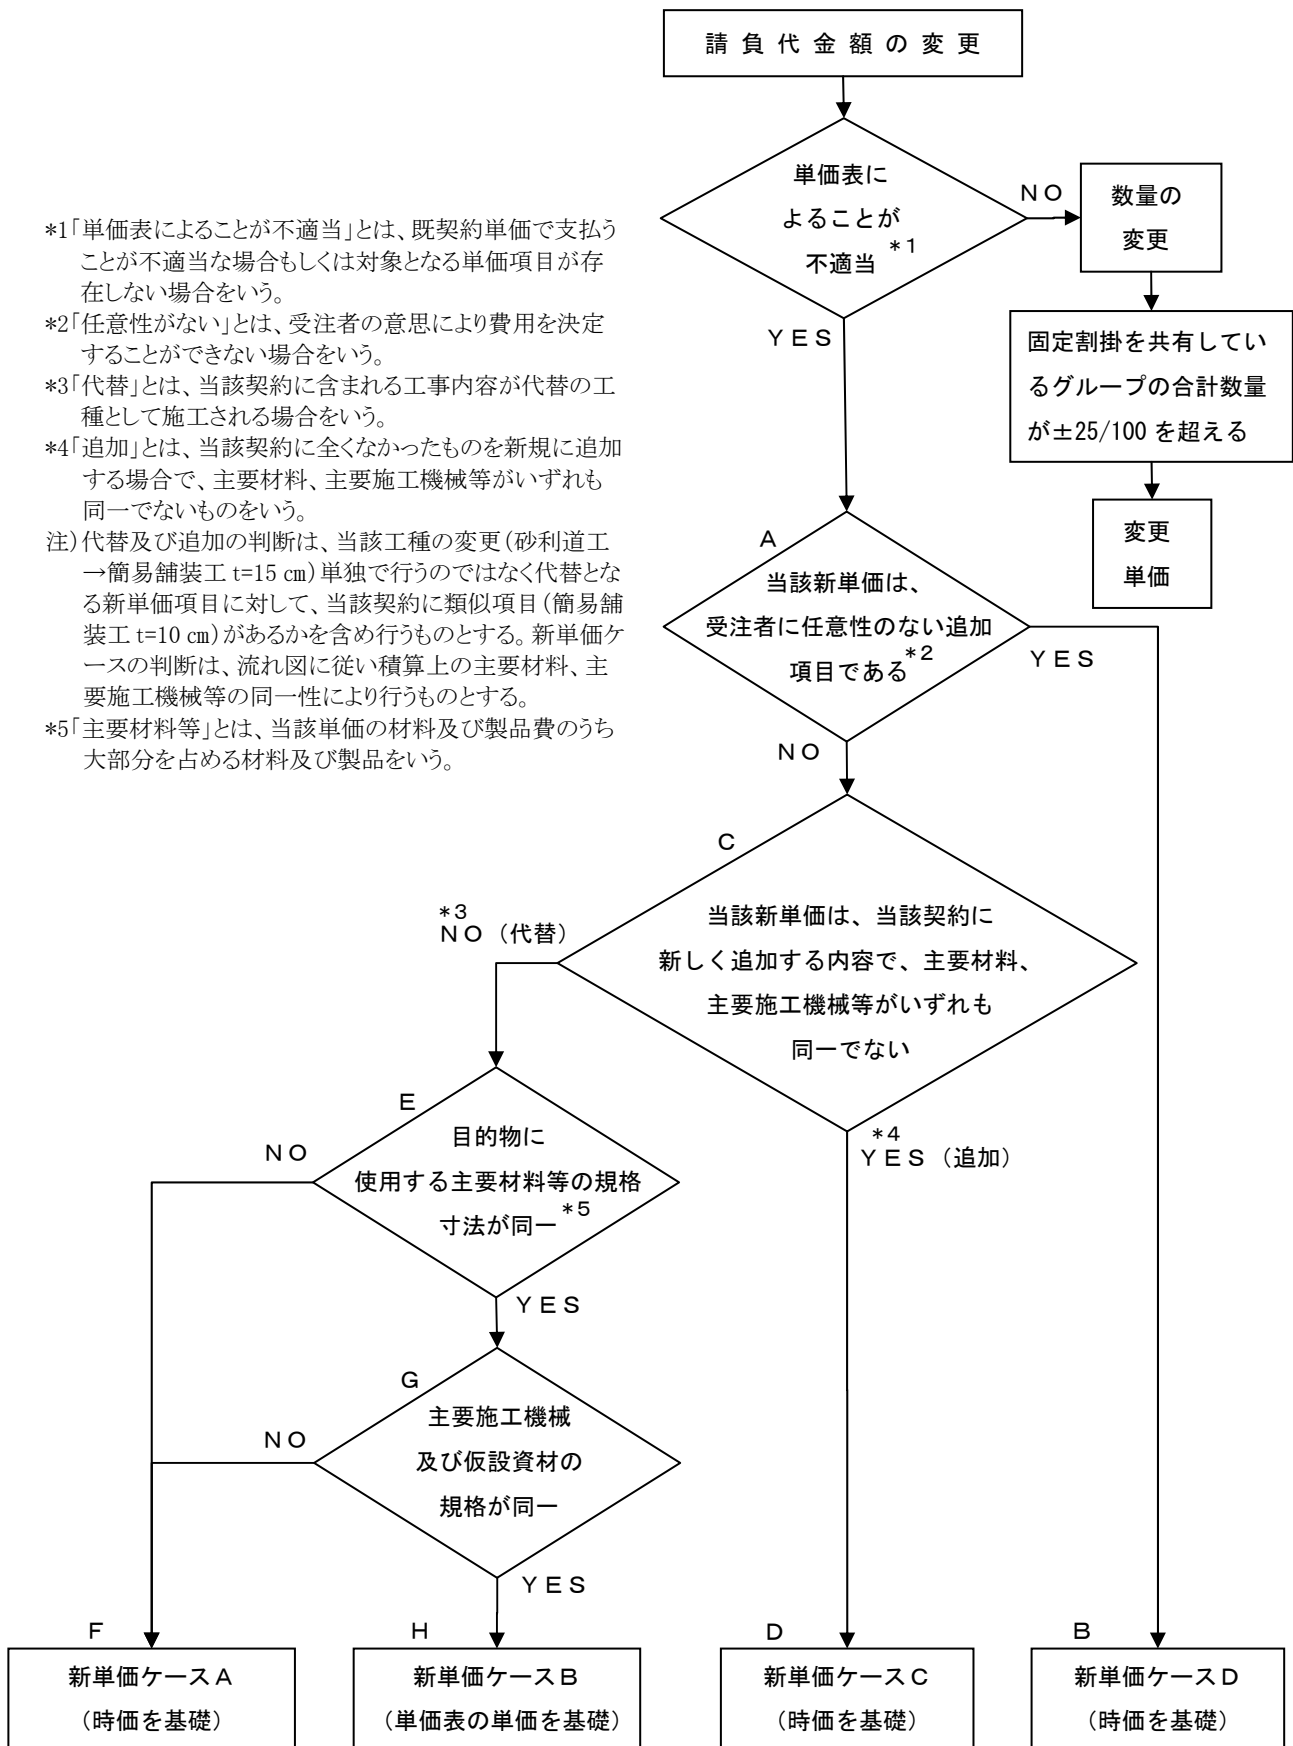 請負代金額の変更
単価表に
よることが
不適当*1
NO
数量の
変更
YES
固定割掛を共有してい
るグループの合計数量
が±25/100 を超える
変更
単価
*1「単価表によることが不適当」とは、既契約単価で支払う
ことが不適当な場合もしくは対象となる単価項目が存
在しない場合をいう。
*2「任意性がない」とは、受注者の意思により費用を決定
することができない場合をいう。
*3「代替」とは、当該契約に含まれる工事内容が代替の工
種として施工される場合をいう。
*4「追加」とは、当該契約に全くなかったものを新規に追加
する場合で、主要材料、主要施工機械等がいずれも
同一でないものをいう。
注)代替及び追加の判断は、当該工種の変更(砂利道工
→簡易舗装工 t=15 cm)単独で行うのではなく代替とな
る新単価項目に対して、当該契約に類似項目(簡易舗
装工 t=10 cm)があるかを含め行うものとする。新単価ケ
ースの判断は、流れ図に従い積算上の主要材料、主
要施工機械等の同一性により行うものとする。
*5「主要材料等」とは、当該単価の材料及び製品費のうち
大部分を占める材料及び製品をいう。
A
当該新単価は、
受注者に任意性のない追加
項目である*2
YES
NO
C
当該新単価は、当該契約に
新しく追加する内容で、主要材料、
主要施工機械等がいずれも
同一でない
*3
NO(代替)
*4
YES(追加)
E
目的物に
使用する主要材料等の規格
寸法が同一*5
NO
YES
G
主要施工機械
及び仮設資材の
規格が同一
NO
YES
F
新単価ケースA
(時価を基礎)
H
新単価ケースB
(単価表の単価を基礎)
D
新単価ケースC
(時価を基礎)
B
新単価ケースD
(時価を基礎)